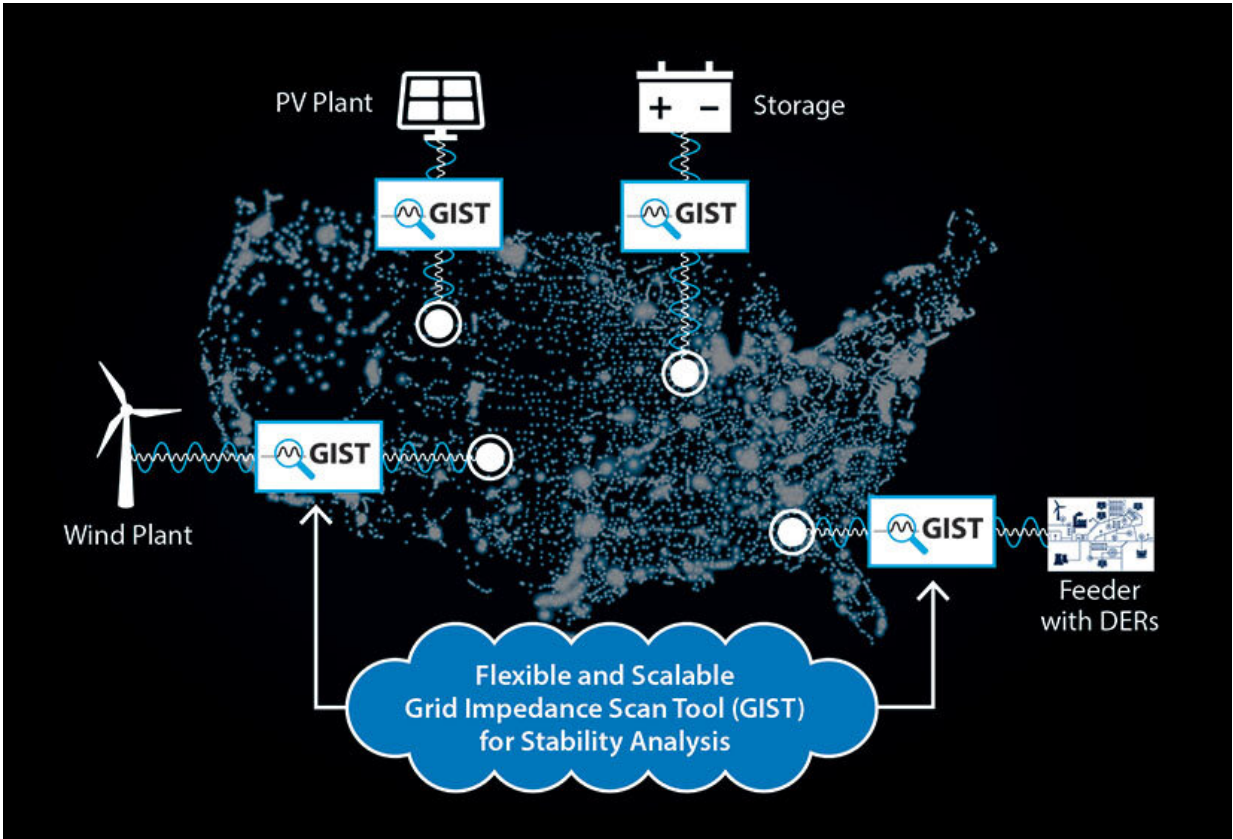 PV Plant
+ −
Storage
GIST
GIST
GIST
Wind Plant
GIST
Feeder
with DERs
Flexible and Scalable
Grid Impedance Scan Tool (GIST)
for Stability Analysis